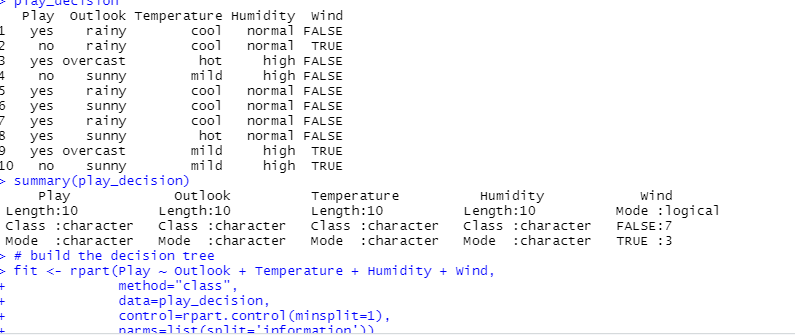 > play_decision
   Play  Outlook Temperature Humidity  Wind
1   yes    rainy        cool   normal FALSE
2    no    rainy        cool   normal  TRUE
3   yes overcast         hot     high FALSE
4    no    sunny        mild     high FALSE
5   yes    rainy        cool   normal FALSE
6   yes    sunny        cool   normal FALSE
7   yes    rainy        cool   normal FALSE
8   yes    sunny         hot   normal FALSE
9   yes overcast        mild     high  TRUE
10   no    sunny        mild     high  TRUE
> summary(play_decision)
     Play             Outlook          Temperature          Humidity            Wind
 Length:10          Length:10          Length:10          Length:10          Mode :logical
 Class :character   Class :character   Class :character   Class :character   FALSE:7
 Mode  :character   Mode  :character   Mode  :character   Mode  :character   TRUE :3
> # build the decision tree
> fit <- rpart(Play ~ Outlook + Temperature + Humidity + Wind,
+              method="class",
+              data=play_decision,
+              control=rpart.control(minsplit=1),
+              parms=list(split='information'))